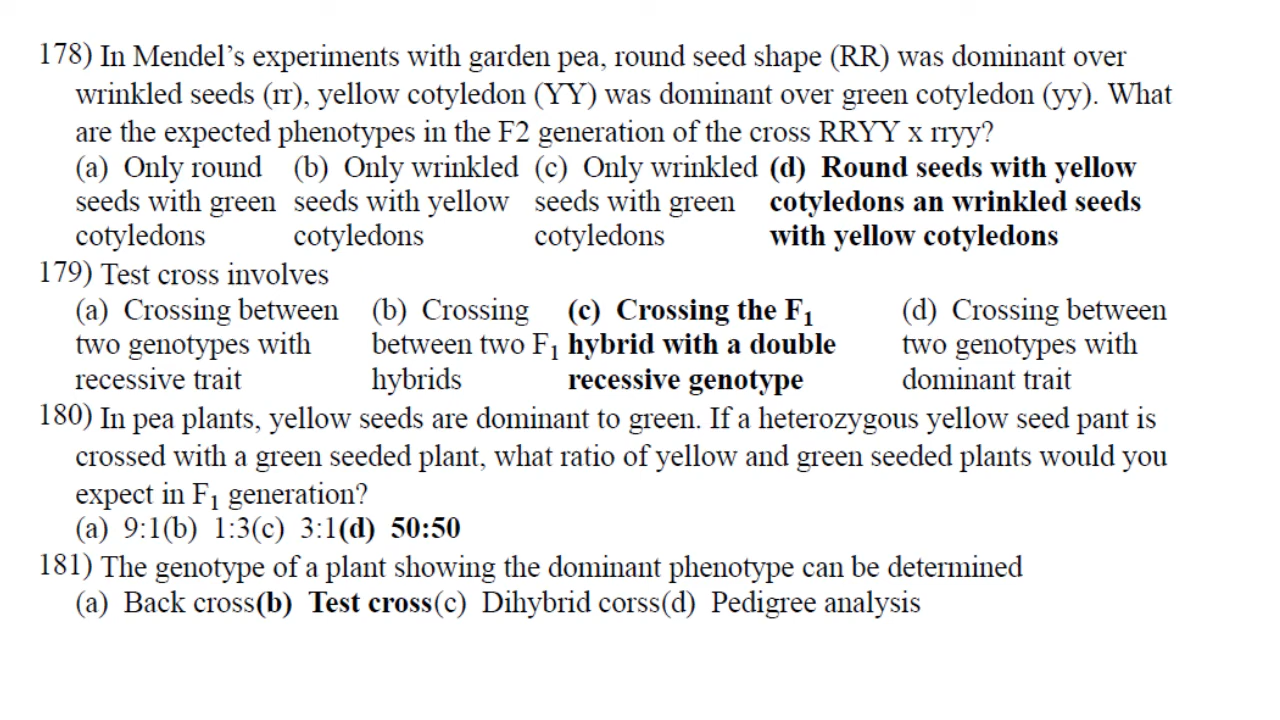 178) In Mendel’s experiments with garden pea, round seed shape (RR) was dominant over
wrinkled seeds (rr), yellow cotyledon (YY) was dominant over green cotyledon (yy). What
are the expected phenotypes in the F2 generation of the cross RRYY x rryy?
(a) Only round (b) Only wrinkled (c) Only wrinkled (d) Round seeds with yellow
seeds with green seeds with yellow seeds with green cotyledons an wrinkled seeds
cotyledons cotyledons cotyledons with yellow cotyledons
179) Test cross involves
(a) Crossing between (b) Crossing (c) Crossing the F1 (d) Crossing between
two genotypes with between two F1 hybrid with a double two genotypes with
recessive trait hybrids recessive genotype dominant trait
180) In pea plants, yellow seeds are dominant to green. If a heterozygous yellow seed pant is
crossed with a green seeded plant, what ratio of yellow and green seeded plants would you
expect in F1 generation?
(a) 9:1(b) 1:3(c) 3:1(d) 50:50
181) The genotype of a plant showing the dominant phenotype can be determined
(a) Back cross(b) Test cross(c) Dihybrid corss(d) Pedigree analysis